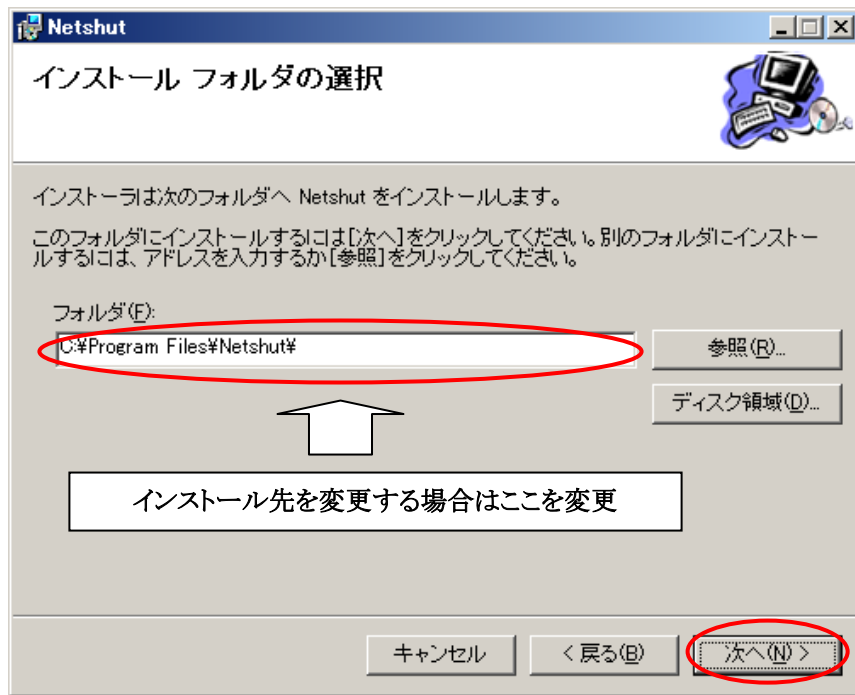 Netshut
インストール フォルダの選択
インストーラは次のフォルダへ Netshut をインストールします。
このフォルダにインストールするには[次へ]をクリックしてください。別のフォルダにインストー
ルするには、アドレスを入力するか[参照]をクリックしてください。
フォルダ(F):
C:¥Program Files¥Netshut¥
参照(R)...
ディスク領域(D)...
インストール先を変更する場合はここを変更
キャンセル
< 戻る(B)
次へ(N) >